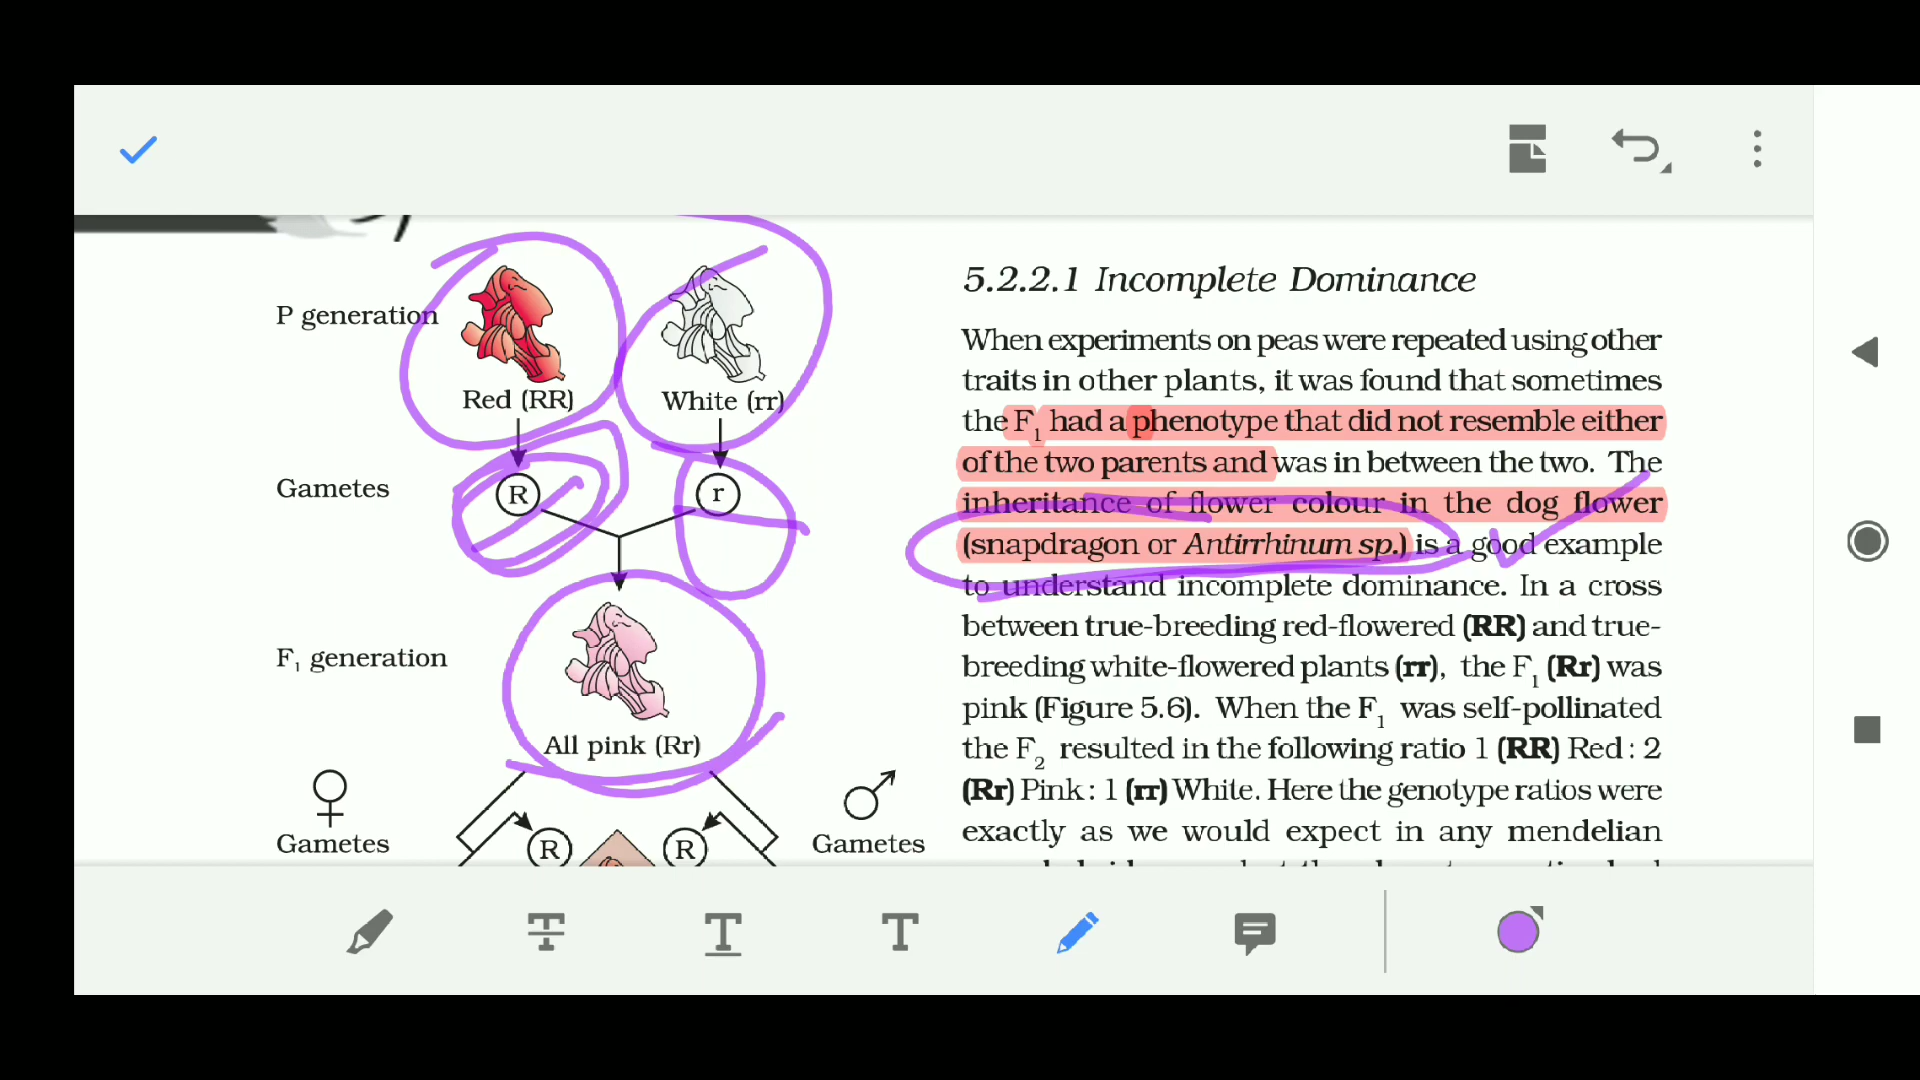 P generation
Red (RR)
White (rr)
Gametes
R
r
F1 generation
All pink (Rr)
Gametes
R
R
Gametes
5.2.2.1 Incomplete Dominance
When experiments on peas were repeated using other
traits in other plants, it was found that sometimes
the F1 had a phenotype that did not resemble either
of the two parents and was in between the two. The
inheritance of flower colour in the dog flower
(snapdragon or Antirrhinum sp.) is a good example
to understand incomplete dominance. In a cross
between true-breeding red-flowered (RR) and true-
breeding white-flowered plants (rr), the F1 (Rr) was
pink (Figure 5.6). When the F1 was self-pollinated
the F2 resulted in the following ratio 1 (RR) Red : 2
(Rr) Pink : 1 (rr) White. Here the genotype ratios were
exactly as we would expect in any mendelian